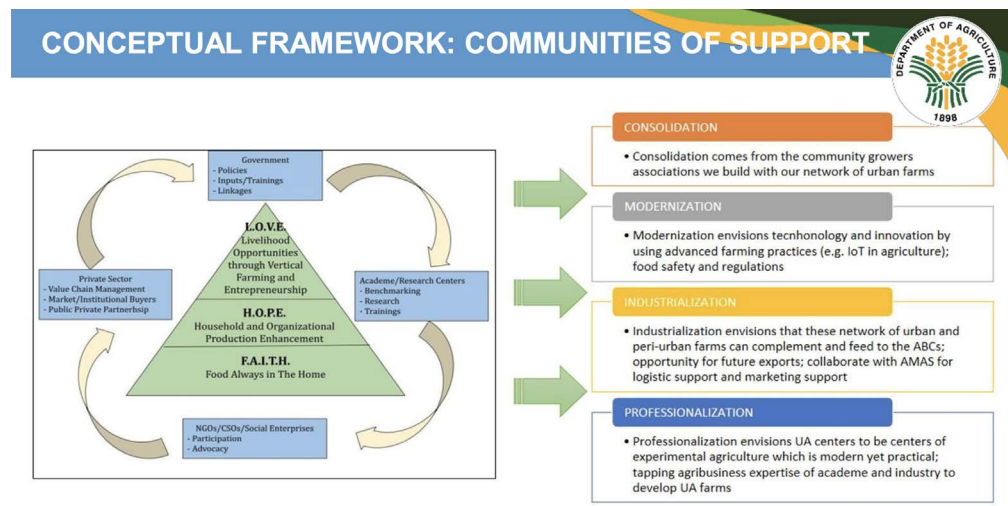 CONCEPTUAL FRAMEWORK: COMMUNITIES OF SUPPORT
DEPARTMENT OF AGRICULTURE
1898
Government
- Policies
- Inputs/Trainings
- Linkages
L.O.V.E.
Livelihood
Opportunities
through Vertical
Farming and
Entrepreneurship
H.O.P.E.
Household and Organizational
Production Enhancement
F.A.I.T.H.
Food Always in The Home
Private Sector
- Value Chain Management
- Market/Institutional Buyers
- Public Private Partnerhsip
Academe/Research Centers
- Benchmarking
- Research
- Trainings
NGOs/CSOs/Social Enterprises
- Participation
- Advocacy
CONSOLIDATION
• Consolidation comes from the community growers
associations we build with our network of urban farms
MODERNIZATION
• Modernization envisions tecnhonology and innovation by
using advanced farming practices (e.g. IoT in agriculture);
food safety and regulations
INDUSTRIALIZATION
• Industrialization envisions that these network of urban and
peri-urban farms can complement and feed to the ABCs;
opportunity for future exports; collaborate with AMAS for
logistic support and marketing support
PROFESSIONALIZATION
• Professionalization envisions UA centers to be centers of
experimental agriculture which is modern yet practical;
tapping agribusiness expertise of academe and industry to
develop UA farms